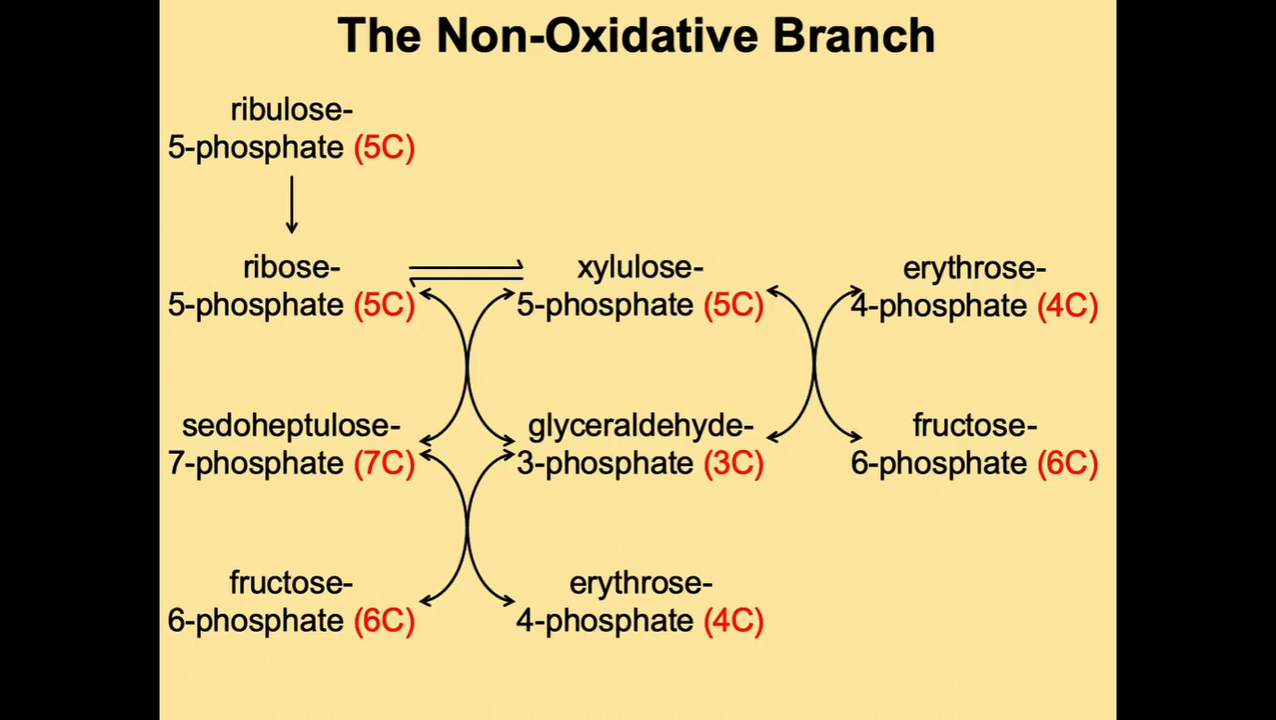 The Non-Oxidative Branch
ribulose-
5-phosphate (5C)
ribose-
5-phosphate (5C)
xylulose-
5-phosphate (5C)
erythrose-
4-phosphate (4C)
sedoheptulose-
7-phosphate (7C)
glyceraldehyde-
3-phosphate (3C)
fructose-
6-phosphate (6C)
fructose-
6-phosphate (6C)
erythrose-
4-phosphate (4C)